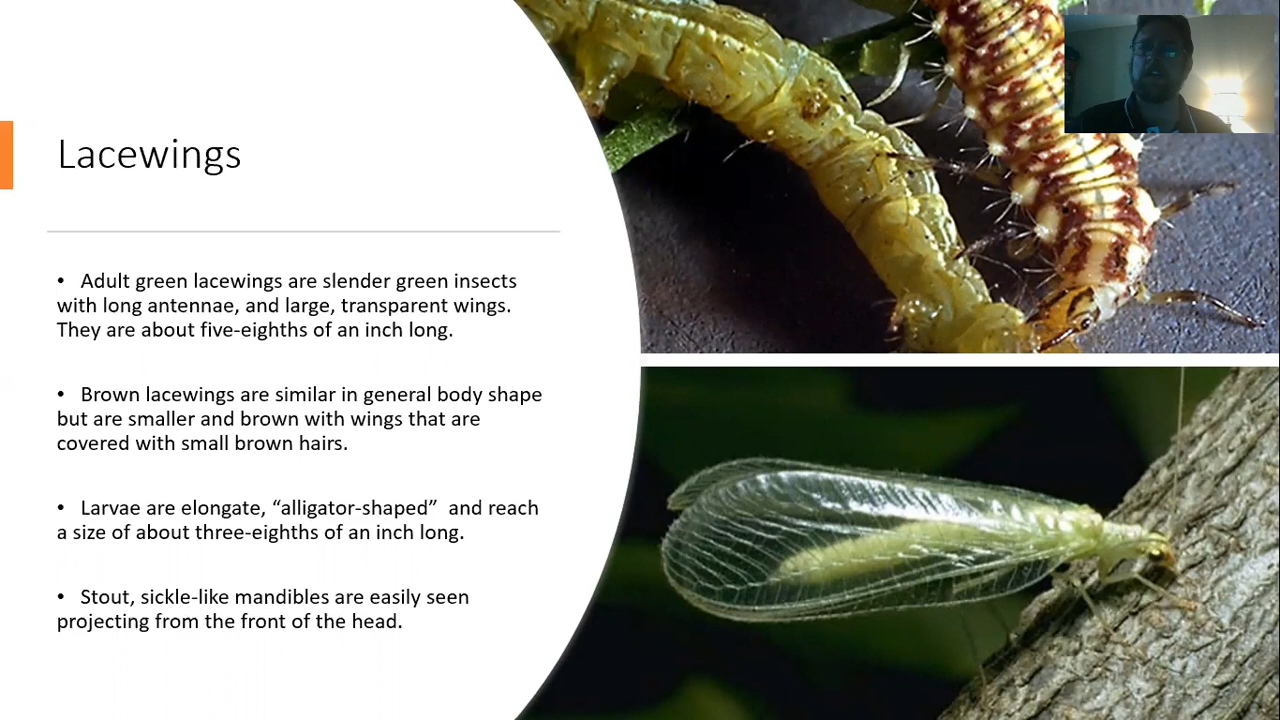 Lacewings
• Adult green lacewings are slender green insects
with long antennae, and large, transparent wings.
They are about five-eighths of an inch long.
• Brown lacewings are similar in general body shape
but are smaller and brown with wings that are
covered with small brown hairs.
• Larvae are elongate, “alligator-shaped” and reach
a size of about three-eighths of an inch long.
• Stout, sickle-like mandibles are easily seen
projecting from the front of the head.